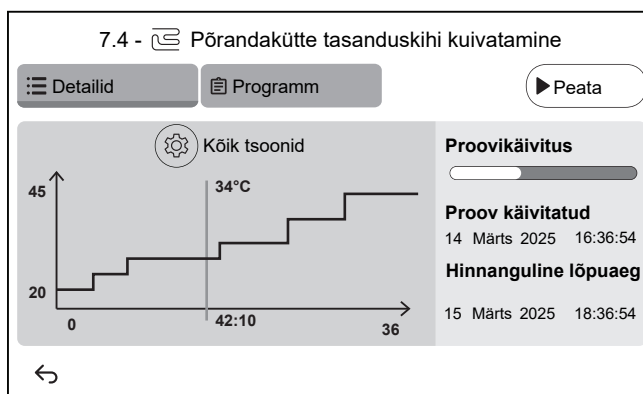 7.4 - Põrandakütte tasanduskihi kuivatamine
Detailid
Programm
Peata
Kõik tsoonid
45
34°C
20
0
42:10
36
Proovikäivitus
Proov käivitatud
14 Märts 2025 16:36:54
Hinnanguline lõpuaeg
15 Märts 2025 18:36:54